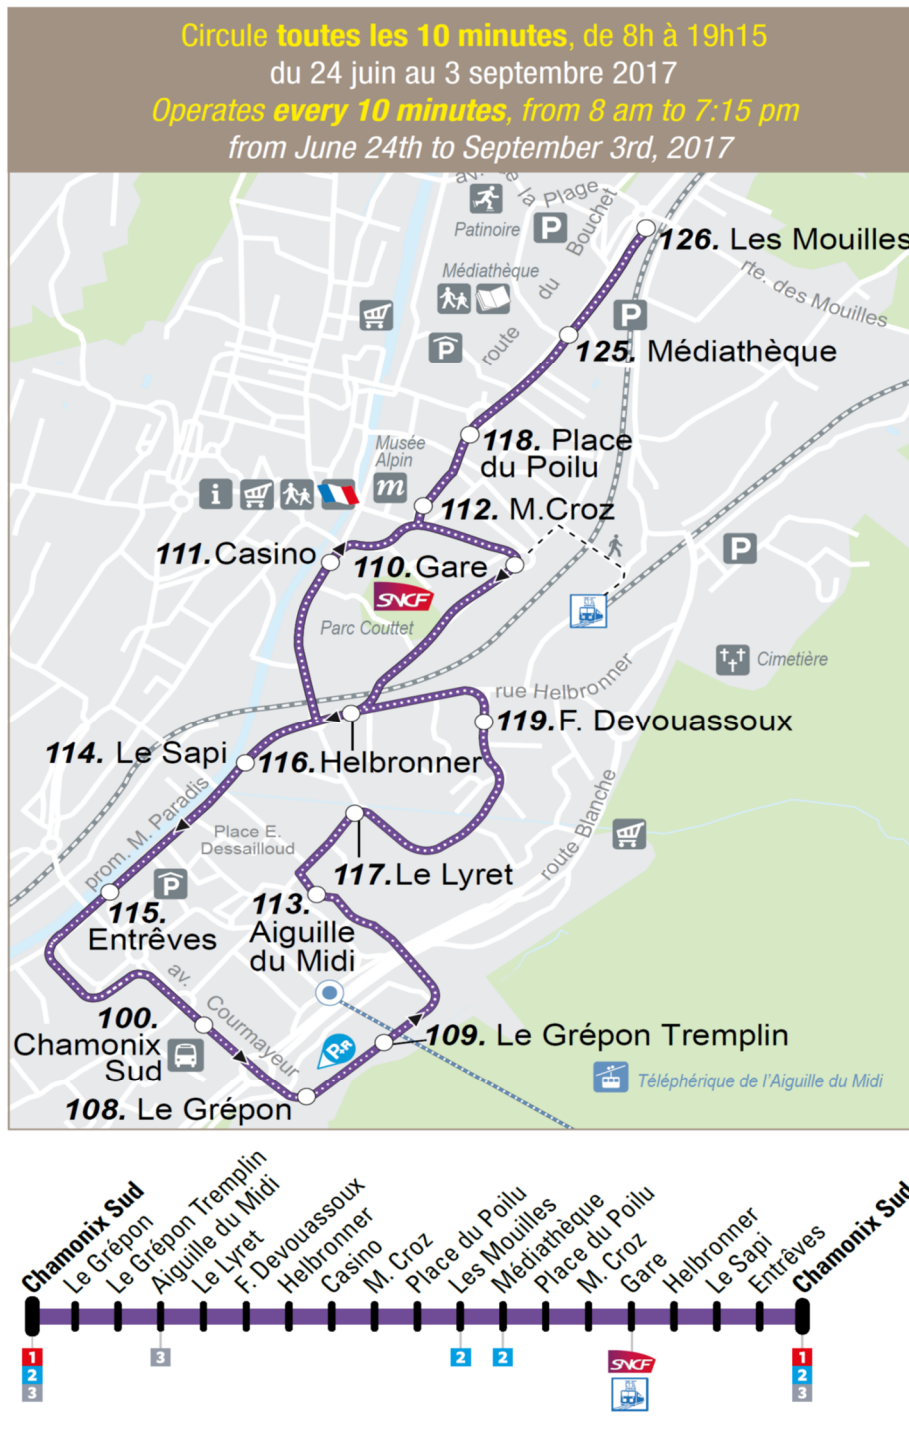 Circule toutes les 10 minutes, de 8h à 19h15
du 24 juin au 3 septembre 2017
Operates every 10 minutes, from 8 am to 7:15 pm
from June 24th to September 3rd, 2017
av.
la Plage
Patinoire
P
route du Bouchet
126. Les Mouilles
rte. des Mouilles
Médiathèque
P
P
125. Médiathèque
118. Place
du Poilu
Musée
Alpin
m
i
112. M.Croz
111.Casino
110.Gare
P
SNCF
Parc Couttet
Cimetière
rue Helbronner
119.F. Devouassoux
114. Le Sapi
116.Helbronner
prom. M. Paradis
Place E.
Dessailloud
route Blanche
P
117.Le Lyret
115.
Entrêves
113.
Aiguille
du Midi
av. Courmayeur
100.
Chamonix
Sud
P+R
109. Le Grépon Tremplin
Téléphérique de l'Aiguille du Midi
108. Le Grépon
Chamonix Sud
Le Grépon
Le Grépon Tremplin
Aiguille du Midi
Le Lyret
F. Devouassoux
Helbronner
Casino
M. Croz
Place du Poilu
Les Mouilles
Médiathèque
Place du Poilu
M. Croz
Gare
Helbronner
Le Sapi
Entrêves
Chamonix Sud
1 3 2 2 SNCF 1
2 2
3 3